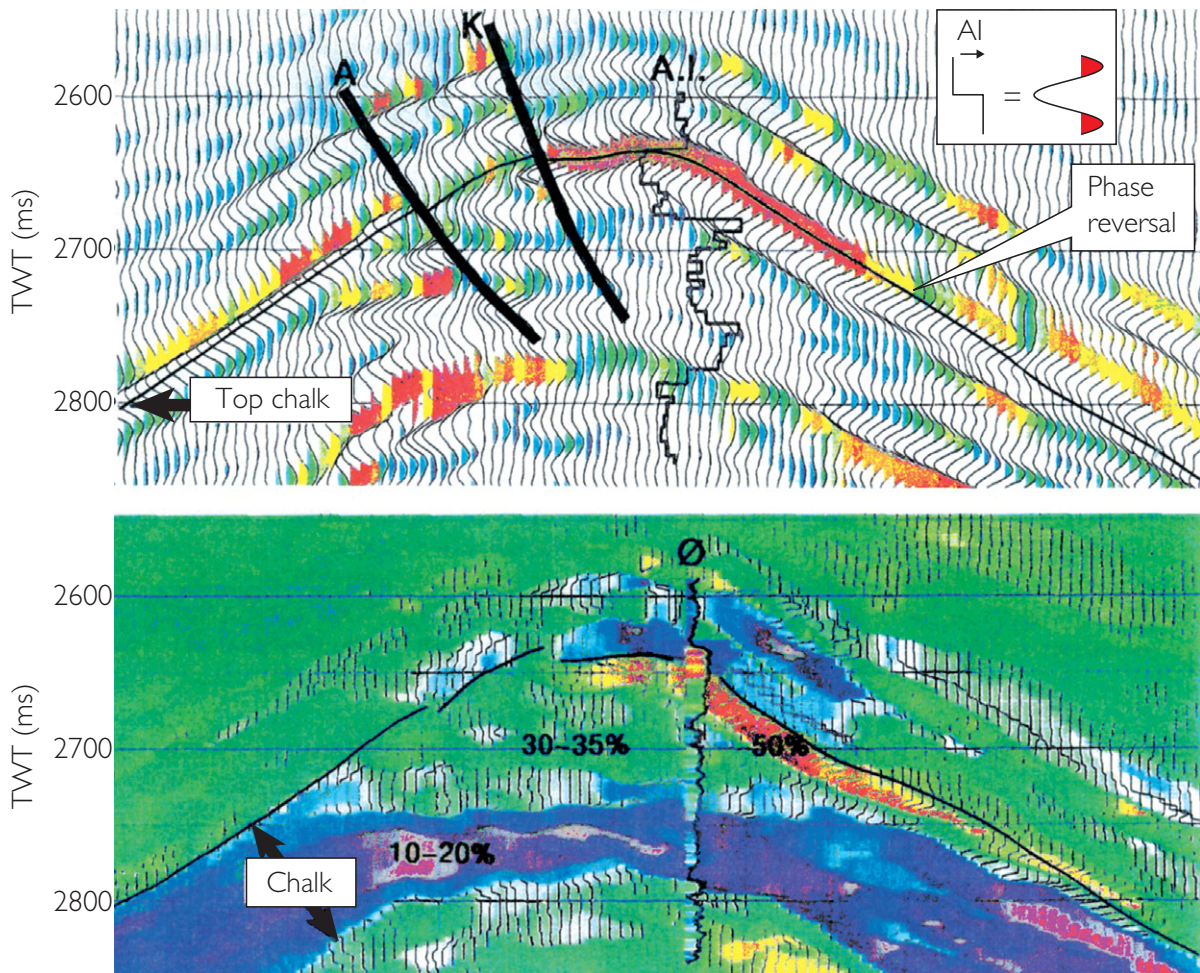 K
A
A.I.
AI
=
TWT (ms)
2600
2700
2800
Phase
reversal
Top chalk
Ø
TWT (ms)
2600
2700
2800
30-35%
50%
10-20%
Chalk